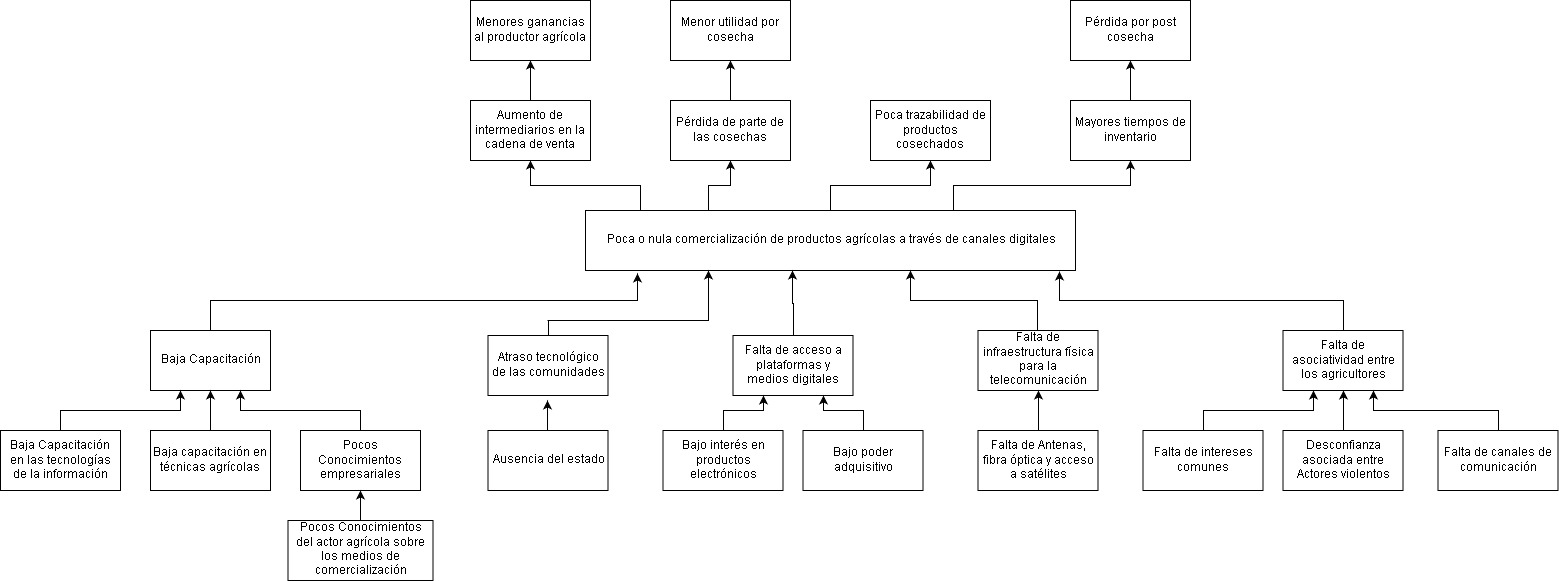 Menores ganancias
al productor agrícola
Menor utilidad por
cosecha
Pérdida por post
cosecha
Aumento de
intermediarios en la
cadena de venta
Pérdida de parte de
las cosechas
Poca trazabilidad de
productos
cosechados
Mayores tiempos de
inventario
Poca o nula comercialización de productos agrícolas a través de canales digitales
Baja Capacitación
Atraso tecnológico
de las comunidades
Falta de acceso a
plataformas y
medios digitales
Falta de
infraestructura física
para la
telecomunicación
Falta de
asociatividad entre
los agricultores
Baja Capacitación
en las tecnologías
de la información
Baja capacitación en
técnicas agrícolas
Pocos
Conocimientos
empresariales
Ausencia del estado
Bajo interés en
productos
electrónicos
Bajo poder
adquisitivo
Falta de Antenas,
fibra óptica y acceso
a satélites
Falta de intereses
comunes
Desconfianza
asociada entre
Actores violentos
Falta de canales de
comunicación
Pocos Conocimientos
del actor agrícola sobre
los medios de
comercialización